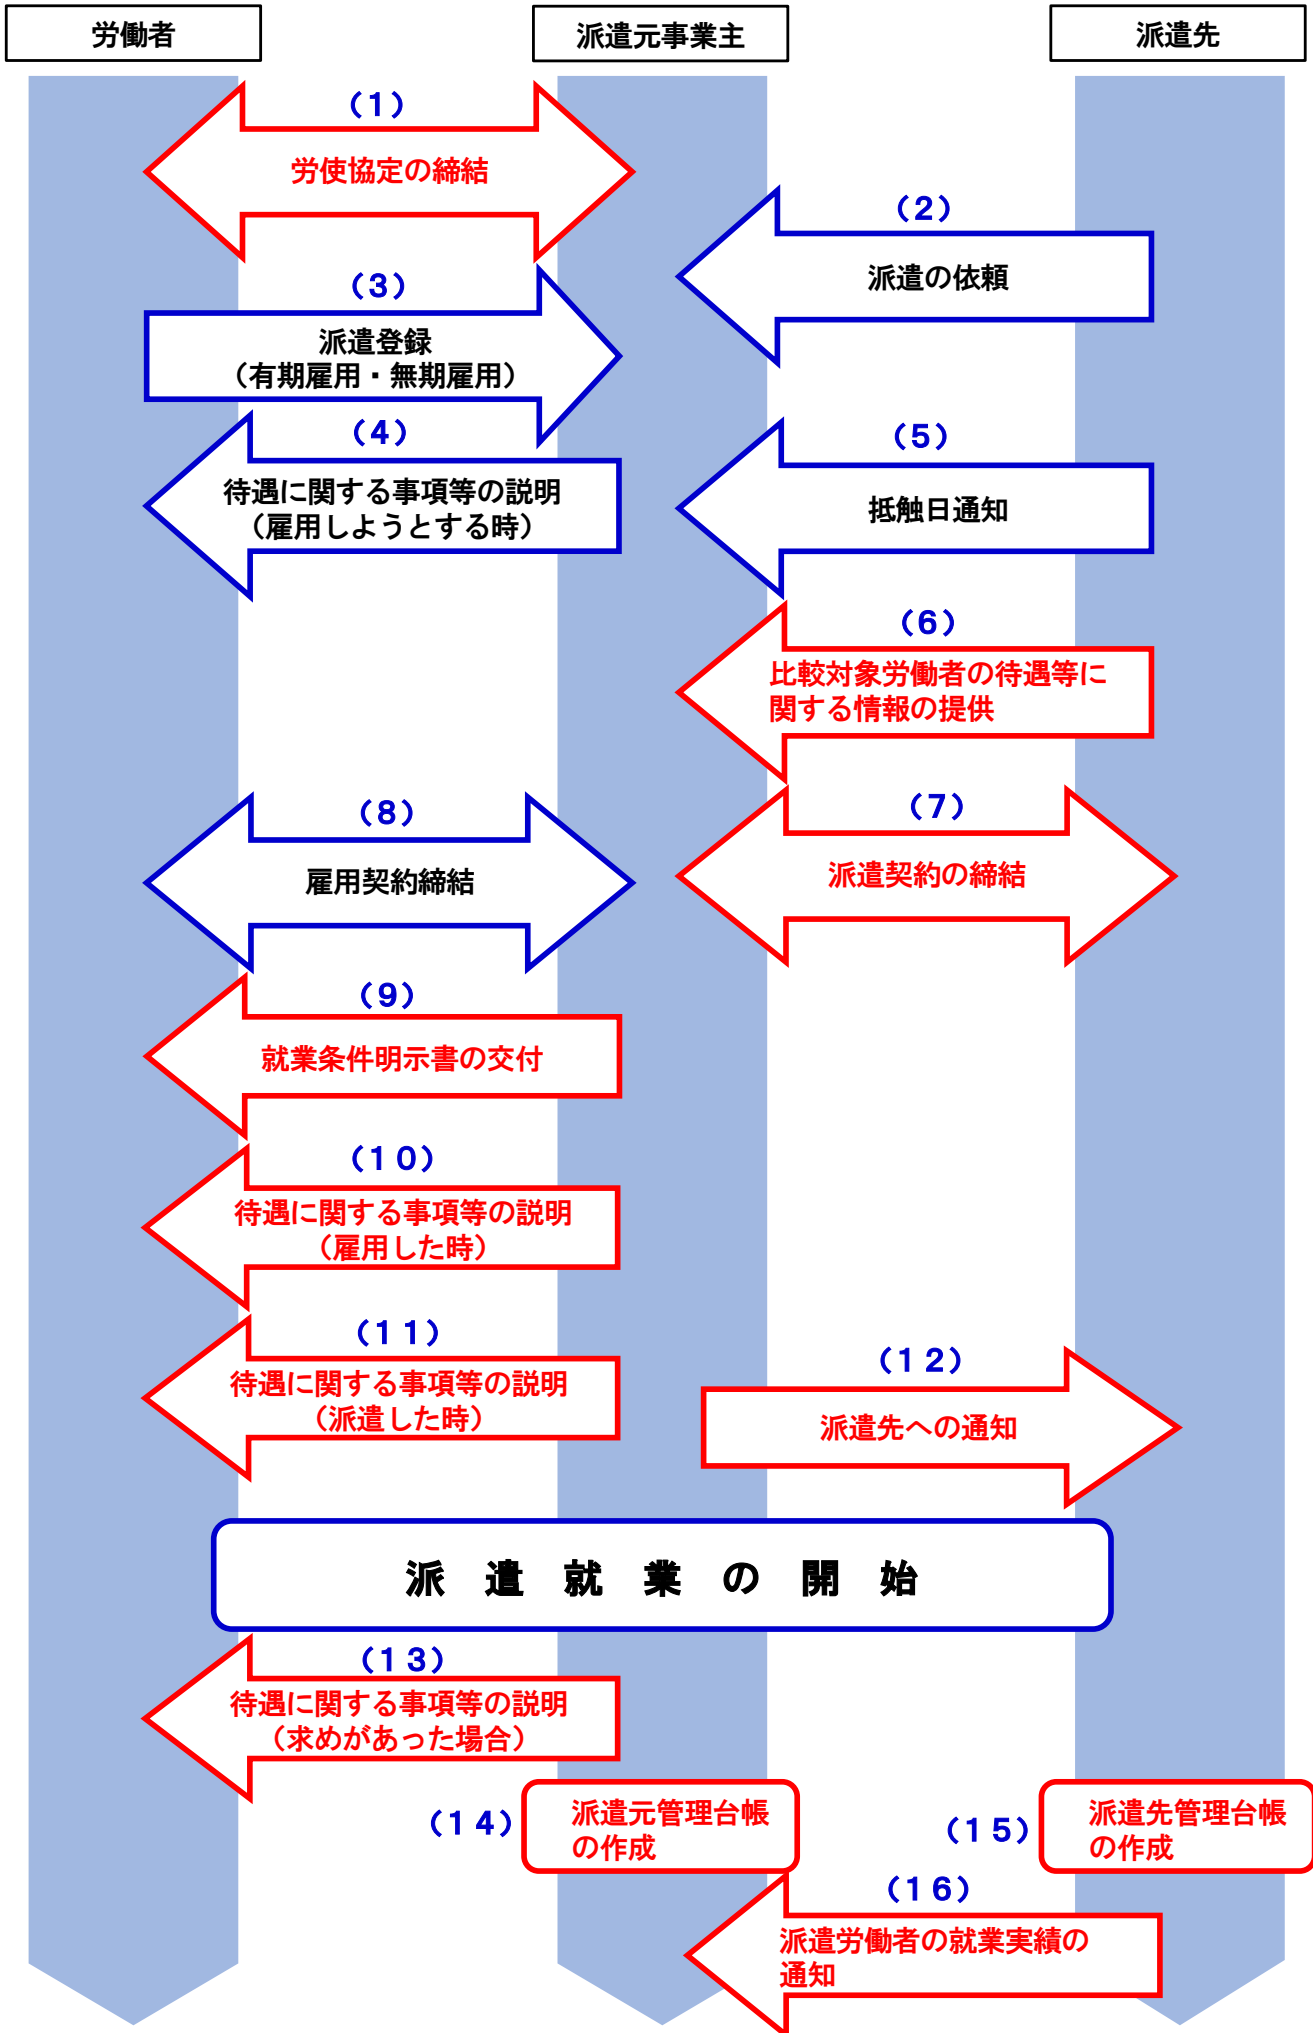 労働者
派遣元事業主
派遣先
（１）
労使協定の締結
（２）
派遣の依頼
（３）
派遣登録
（有期雇用・無期雇用）
（４）
待遇に関する事項等の説明
（雇用しようとする時）
（５）
抵触日通知
（６）
比較対象労働者の待遇等に
関する情報の提供
（７）
派遣契約の締結
（８）
雇用契約締結
（９）
就業条件明示書の交付
（１０）
待遇に関する事項等の説明
（雇用した時）
（１１）
待遇に関する事項等の説明
（派遣した時）
（１２）
派遣先への通知
派遣就業の開始
（１３）
待遇に関する事項等の説明
（求めがあった場合）
（１４）
派遣元管理台帳
の作成
（１５）
派遣先管理台帳
の作成
（１６）
派遣労働者の就業実績の
通知